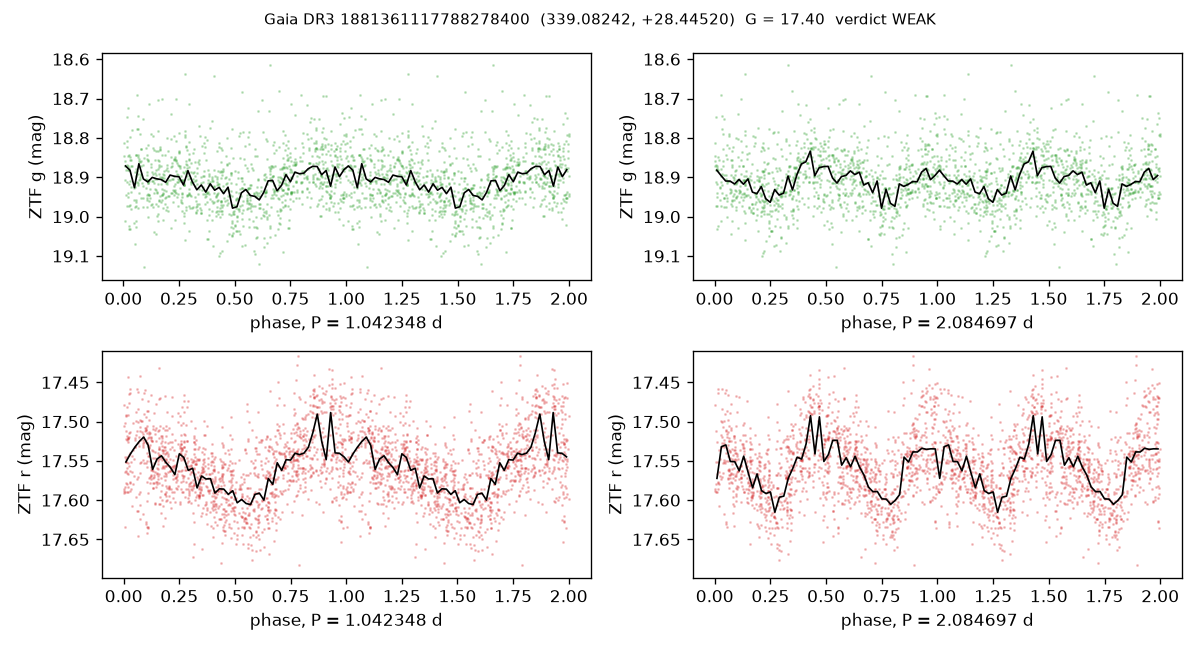 Gaia DR3 1881361117788278400  (339.08242, +28.44520)  G = 17.40  verdict WEAK
ZTF g (mag)
18.6
18.7
18.8
18.9
19.0
19.1
0.00 0.25 0.50 0.75 1.00 1.25 1.50 1.75 2.00
phase, P = 1.042348 d
ZTF g (mag)
18.6
18.7
18.8
18.9
19.0
19.1
0.00 0.25 0.50 0.75 1.00 1.25 1.50 1.75 2.00
phase, P = 2.084697 d
ZTF r (mag)
17.45
17.50
17.55
17.60
17.65
0.00 0.25 0.50 0.75 1.00 1.25 1.50 1.75 2.00
phase, P = 1.042348 d
ZTF r (mag)
17.45
17.50
17.55
17.60
17.65
0.00 0.25 0.50 0.75 1.00 1.25 1.50 1.75 2.00
phase, P = 2.084697 d